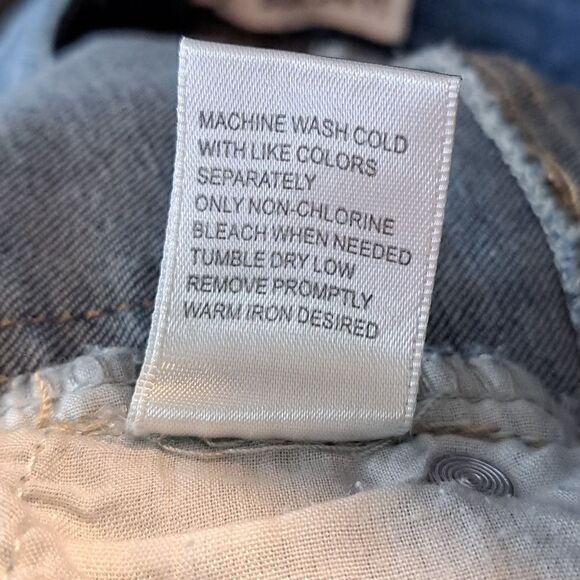 MACHINE WASH COLD
WITH LIKE COLORS
SEPARATELY
ONLY NON-CHLORINE
BLEACH WHEN NEEDED
TUMBLE DRY LOW
REMOVE PROMPTLY
WARM IRON DESIRED